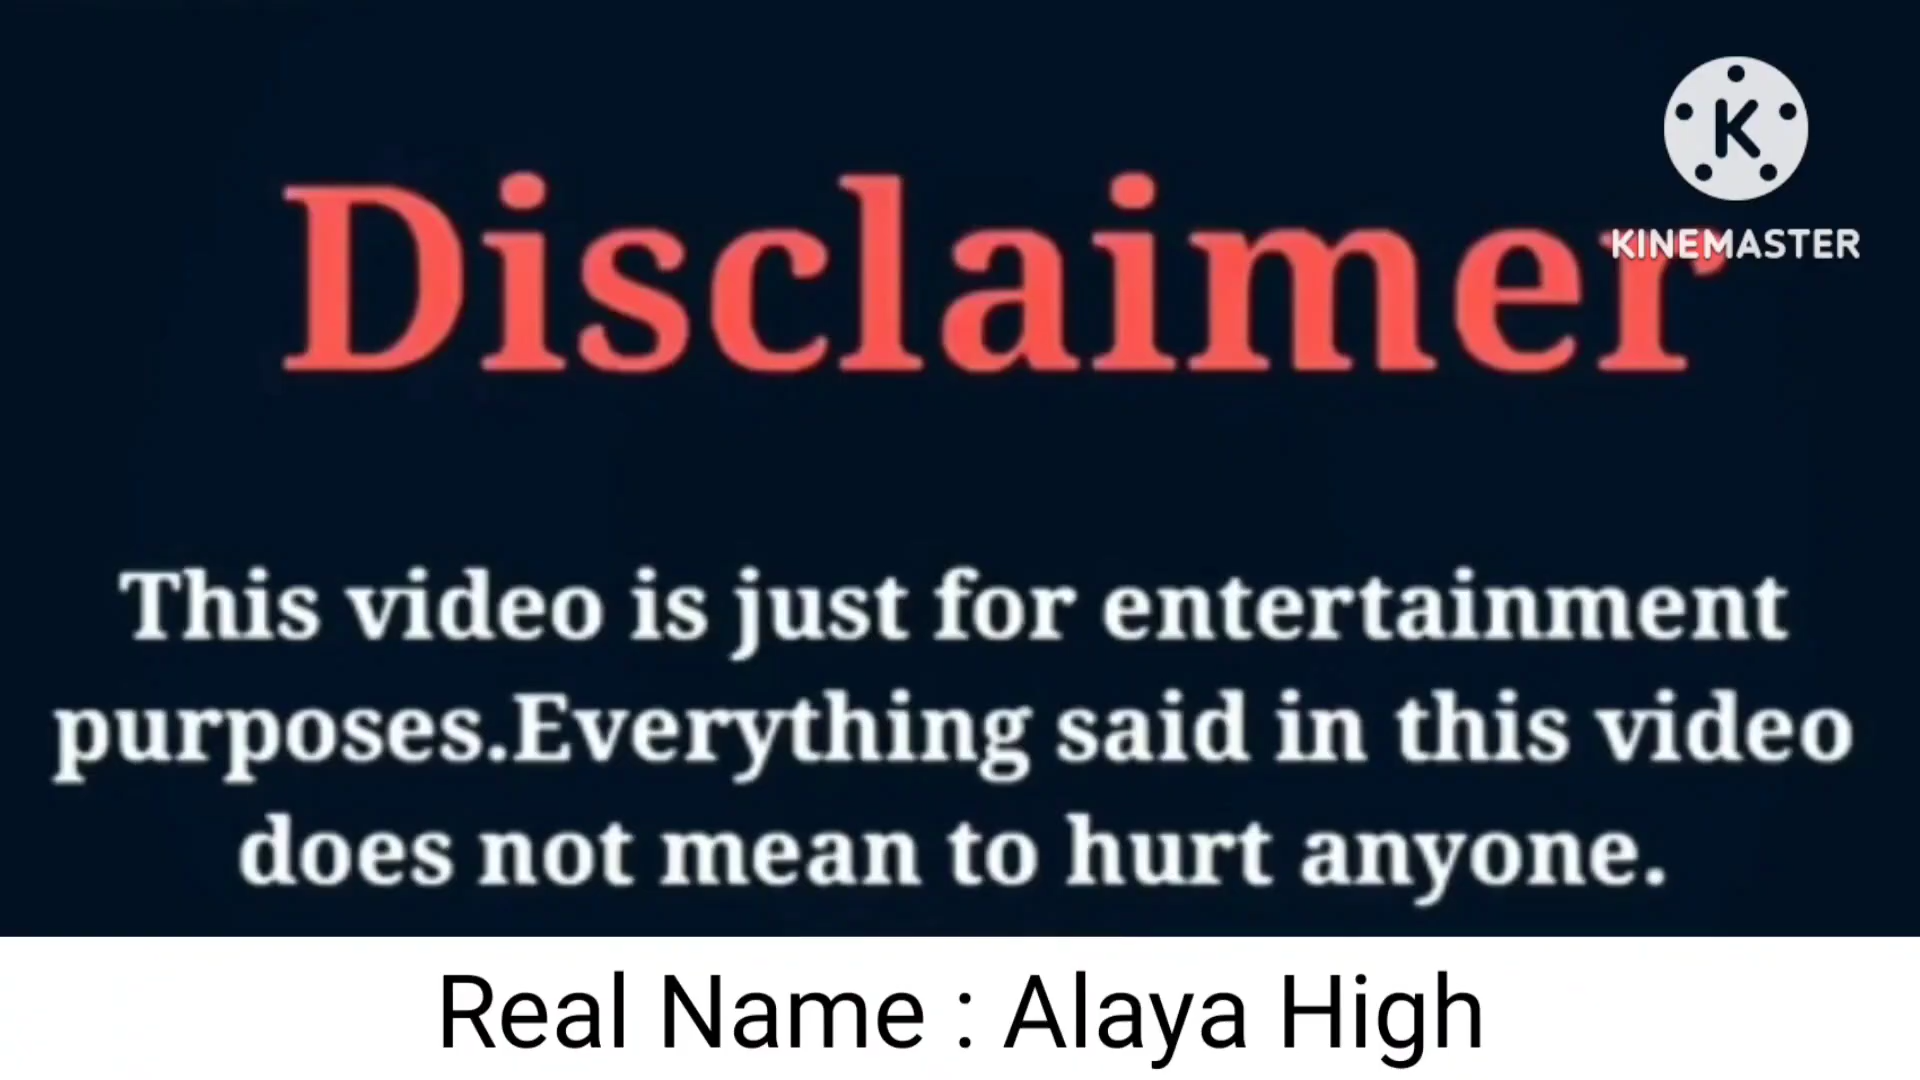 K
KINEMASTER
Disclaimer
This video is just for entertainment
purposes.Everything said in this video
does not mean to hurt anyone.
Real Name : Alaya High